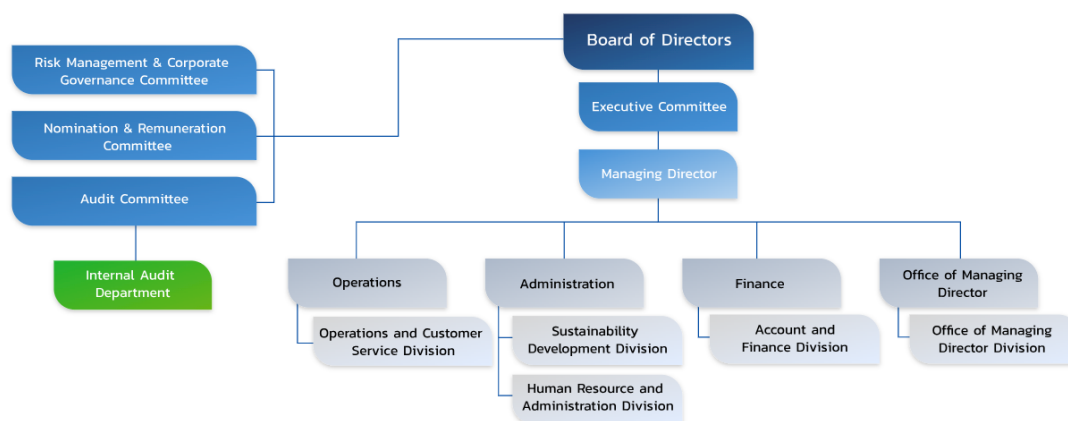 Board of Directors
Risk Management & Corporate
Governance Committee
Executive Committee
Nomination & Remuneration
Committee
Managing Director
Audit Committee
Internal Audit
Department
Operations
Administration
Finance
Office of Managing
Director
Operations and Customer
Service Division
Sustainability
Development Division
Account and
Finance Division
Office of Managing
Director Division
Human Resource and
Administration Division